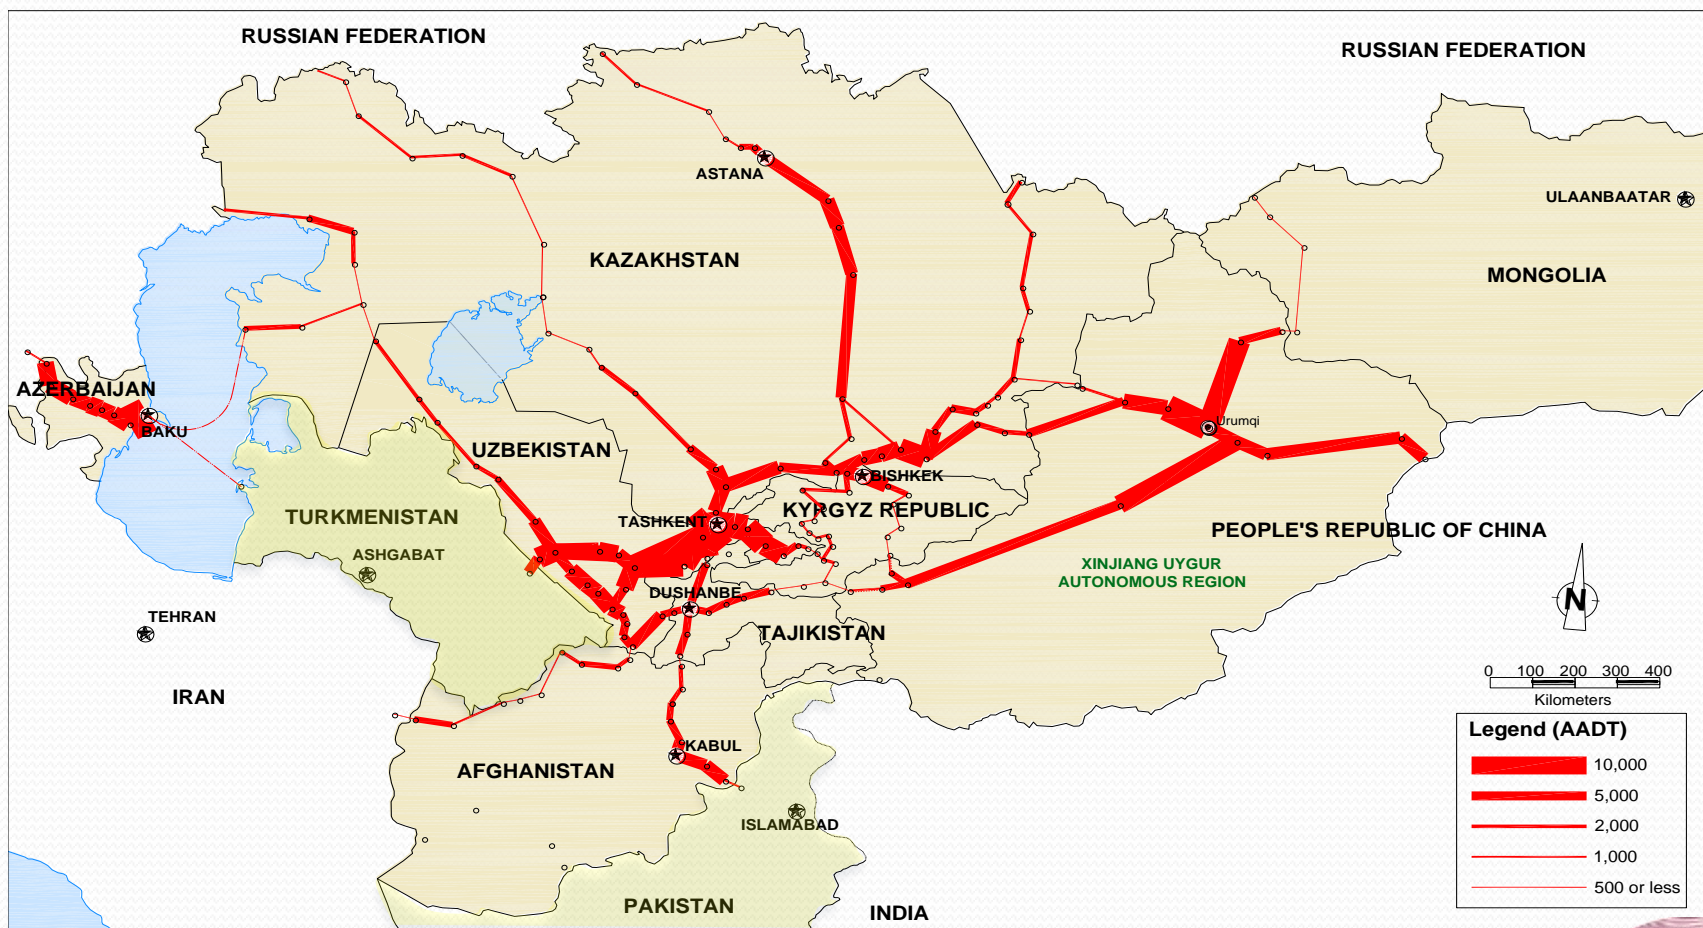 RUSSIAN FEDERATION
RUSSIAN FEDERATION
ASTANA
ULAANBAATAR
KAZAKHSTAN
MONGOLIA
AZERBAIJAN
BAKU
Urumqi
UZBEKISTAN
BISHKEK
KYRGYZ REPUBLIC
TURKMENISTAN
TASHKENT
PEOPLE'S REPUBLIC OF CHINA
ASHGABAT
XINJIANG UYGUR
AUTONOMOUS REGION
DUSHANBE
N
TEHRAN
TAJIKISTAN
IRAN
0 100 200 300 400
Kilometers
Legend (AADT)
KABUL
10,000
AFGHANISTAN
5,000
ISLAMABAD
2,000
1,000
500 or less
PAKISTAN
INDIA